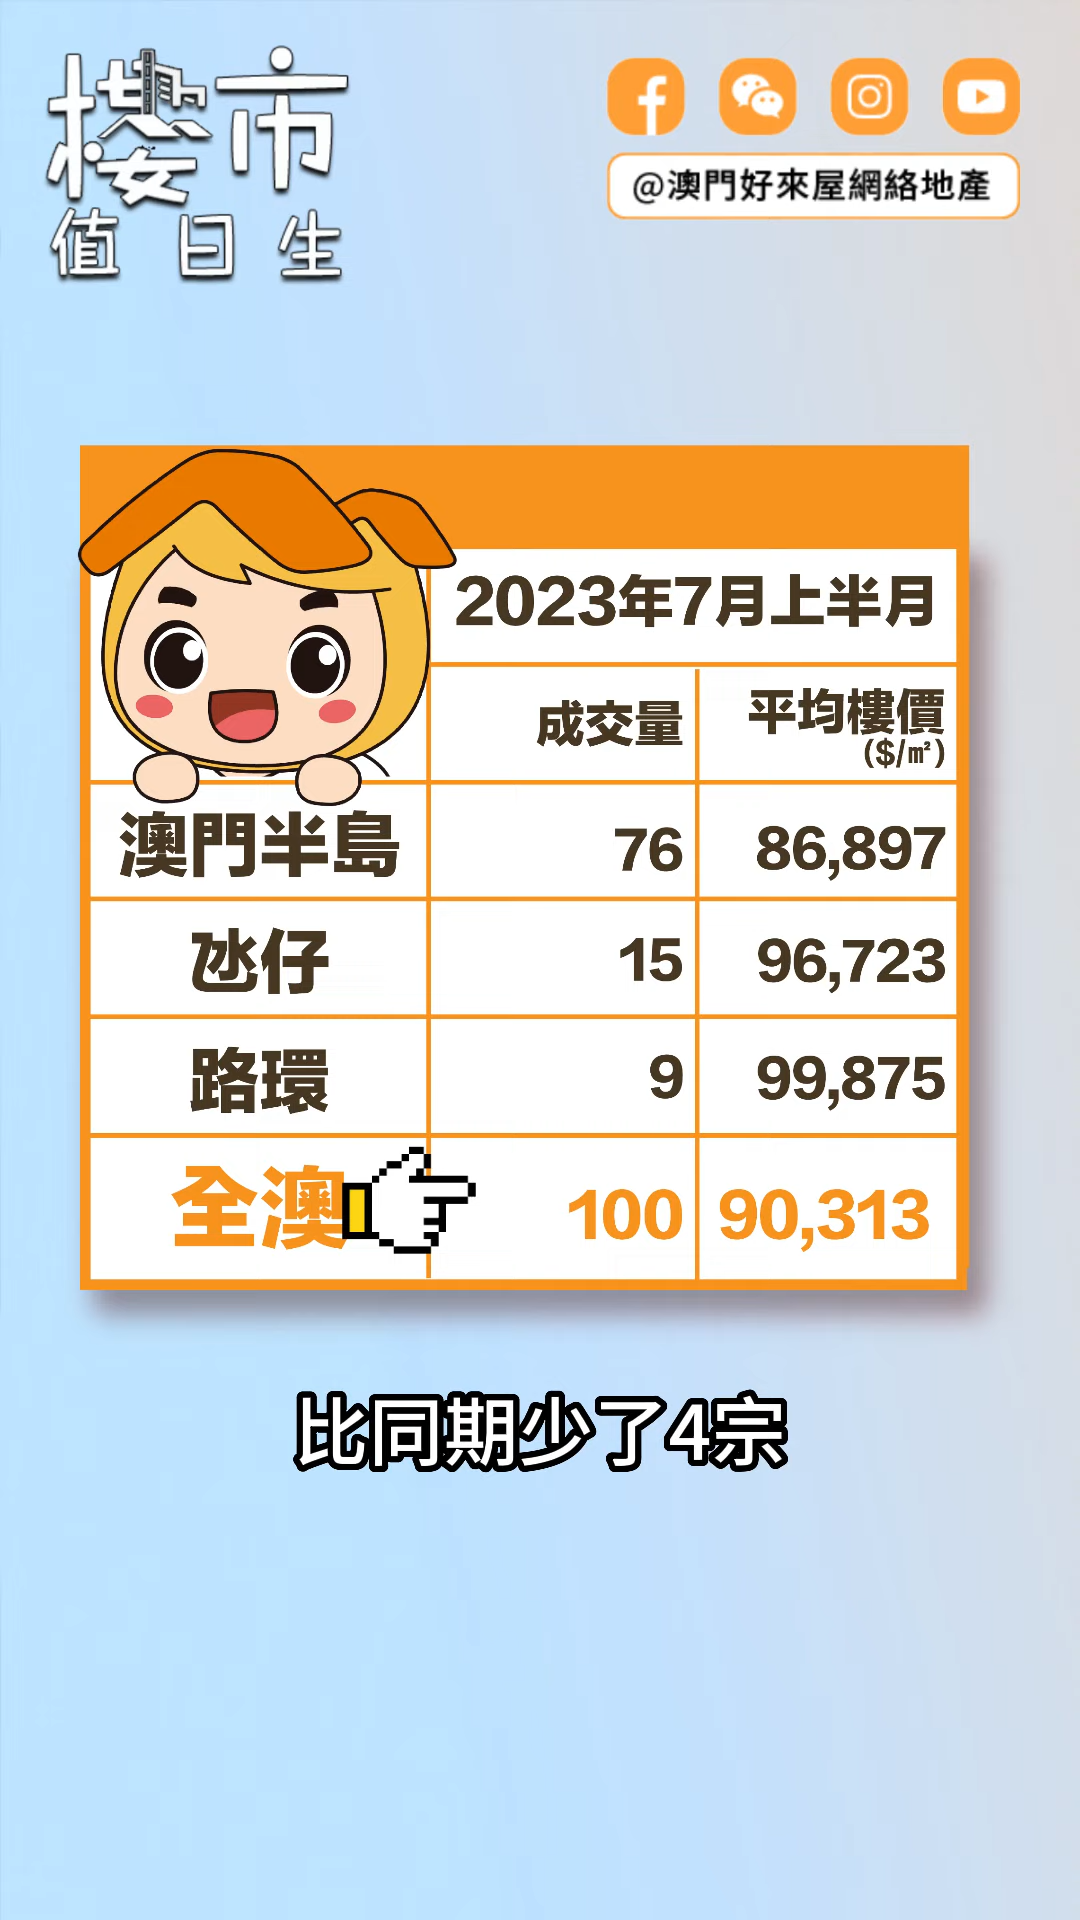 樓市
值日生
@澳門好來屋網絡地產
2023年7月上半月
成交量 平均樓價
($/㎡)
澳門半島 76 86,897
氹仔 15 96,723
路環 9 99,875
全澳 100 90,313
比同期少了4宗